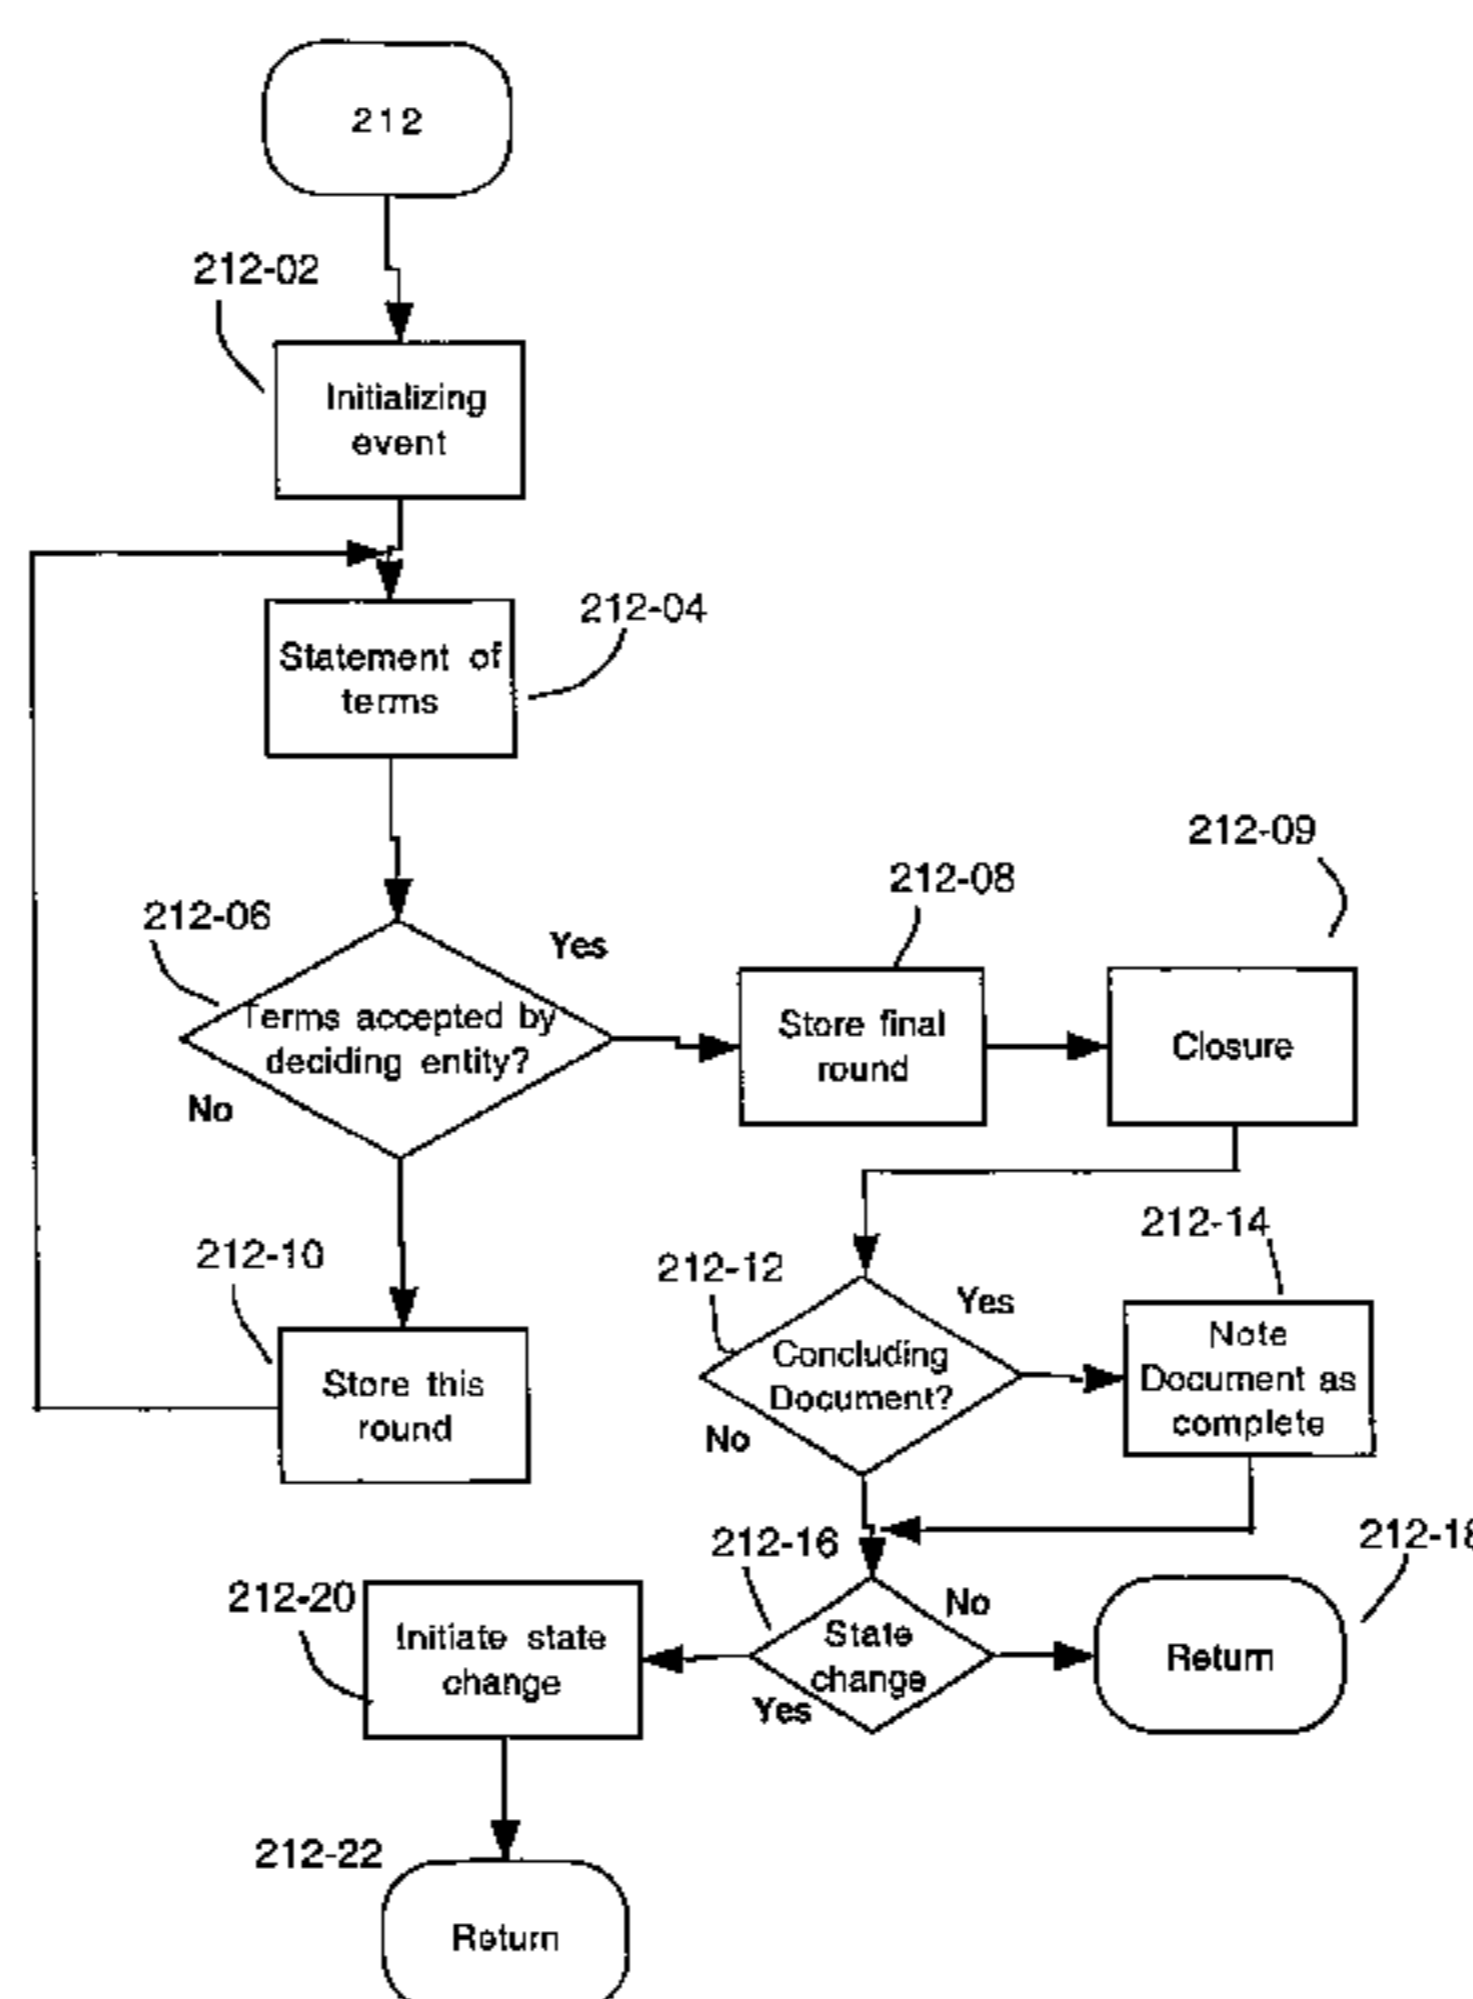 212
212-02
Initializing
event
212-04
Statement of
terms
212-06
Terms accepted by
deciding entity?
Yes
No
212-08
Store final
round
212-09
Closure
212-10
Store this
round
212-12
Concluding
Document?
Yes
No
212-14
Note
Document as
complete
212-16
State
change
No
Yes
212-18
Return
212-20
Initiate state
change
212-22
Return